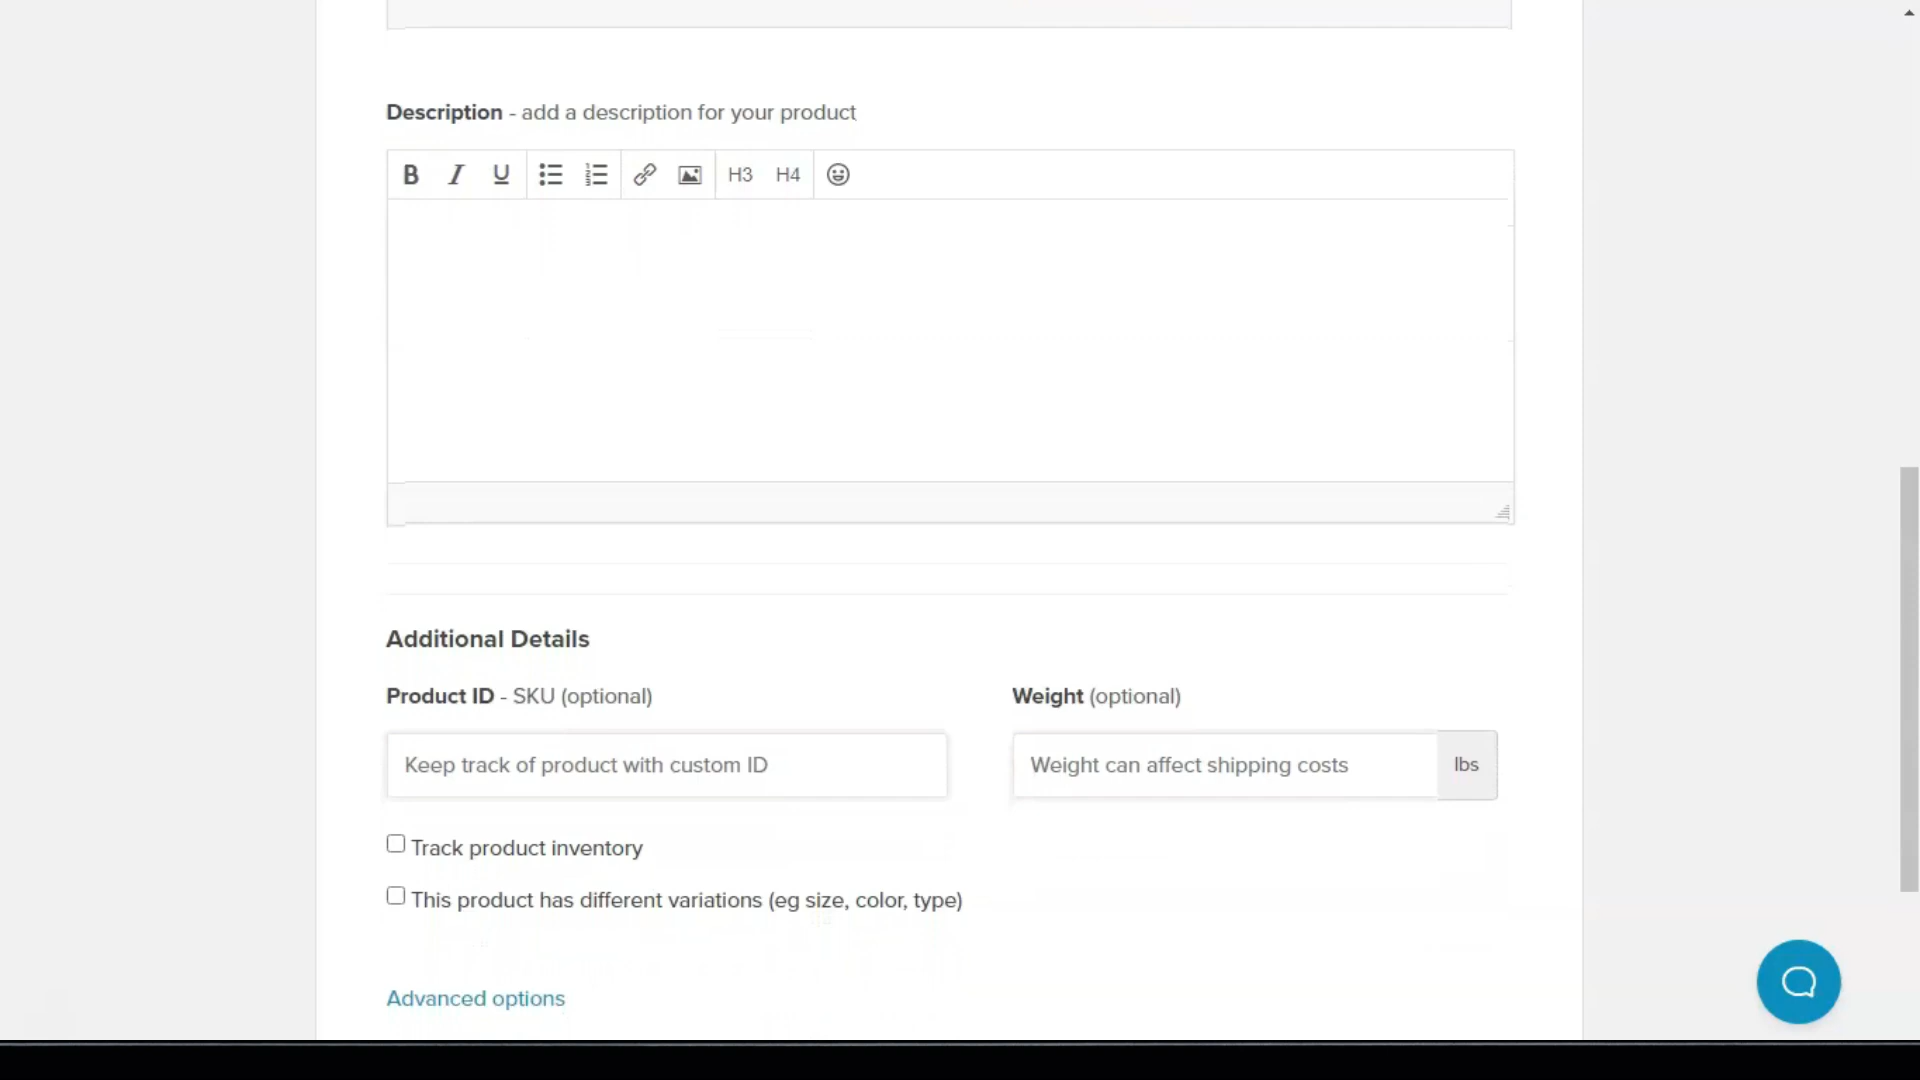 Description - add a description for your product
B I U H3 H4
Additional Details
Product ID - SKU (optional)
Weight (optional)
Keep track of product with custom ID
Weight can affect shipping costs
lbs
Track product inventory
This product has different variations (eg size, color, type)
Advanced options